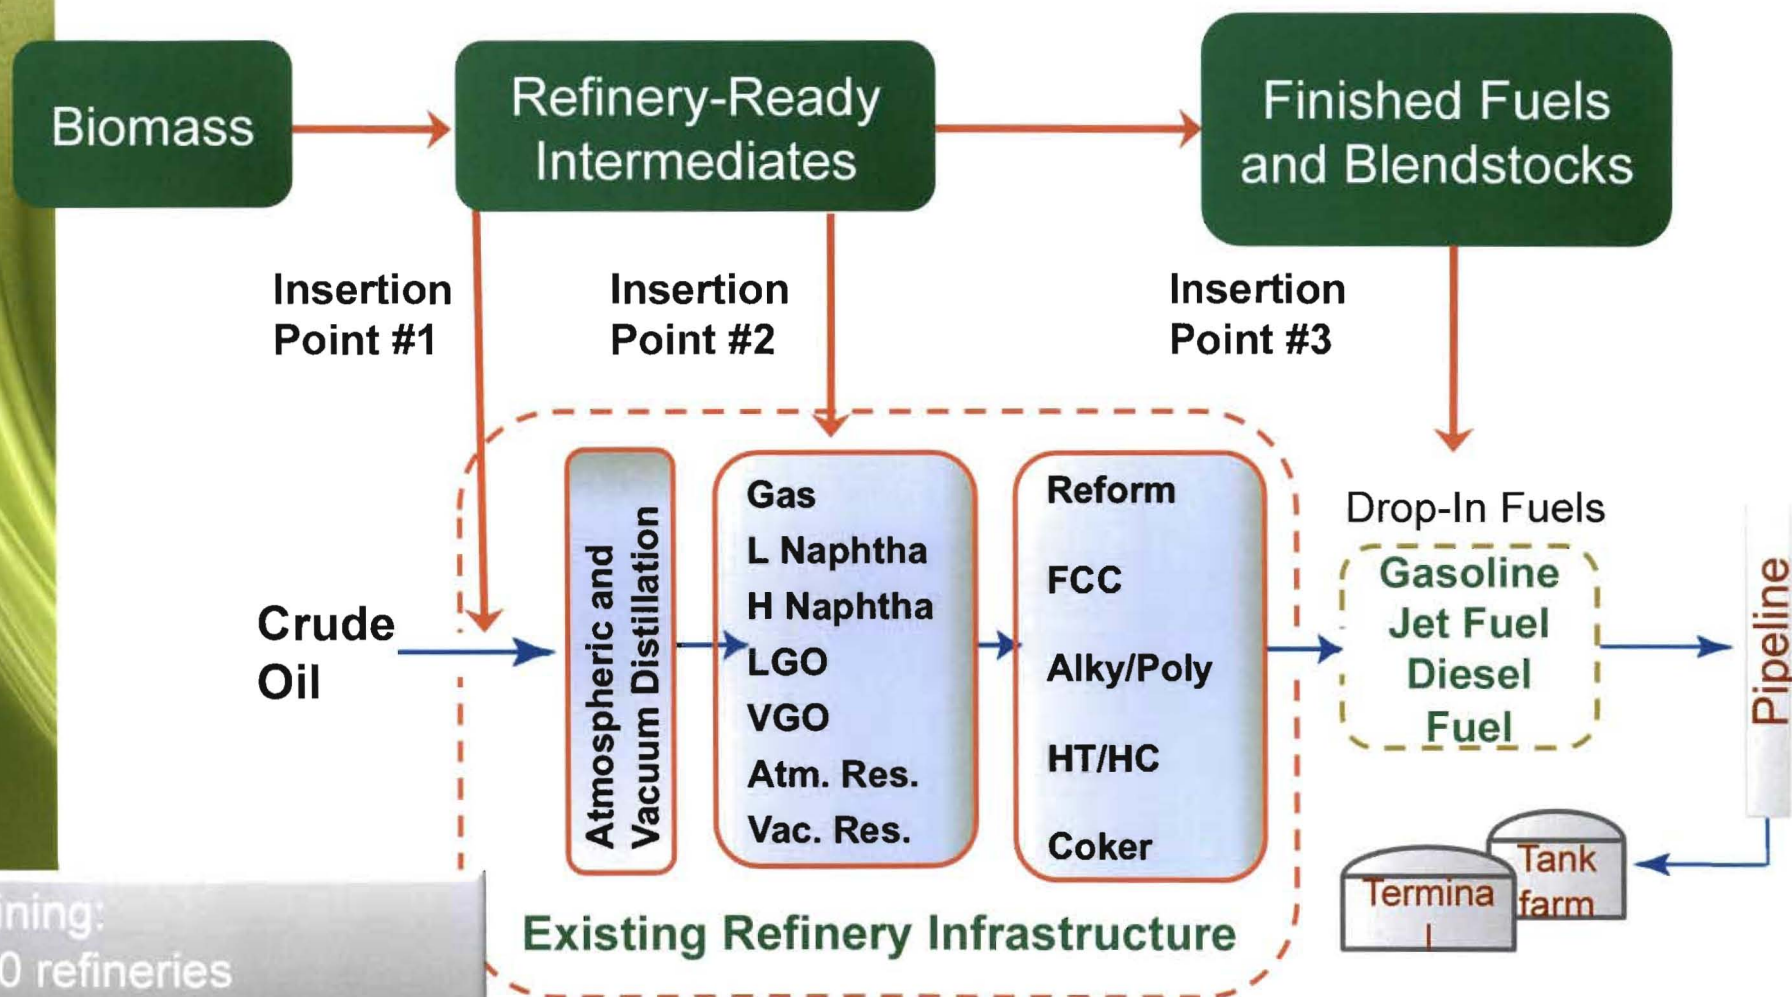 Biomass
Refinery-Ready
Intermediates
Finished Fuels
and Blendstocks
Insertion
Point #1
Insertion
Point #2
Insertion
Point #3
Crude
Oil
Atmospheric and
Vacuum Distillation
Gas
L Naphtha
H Naphtha
LGO
VGO
Atm. Res.
Vac. Res.
Reform
FCC
Alky/Poly
HT/HC
Coker
Existing Refinery Infrastructure
Drop-In Fuels
Gasoline
Jet Fuel
Diesel
Fuel
Pipeline
Tank
farm
Termina
l
ining:
0 refineries